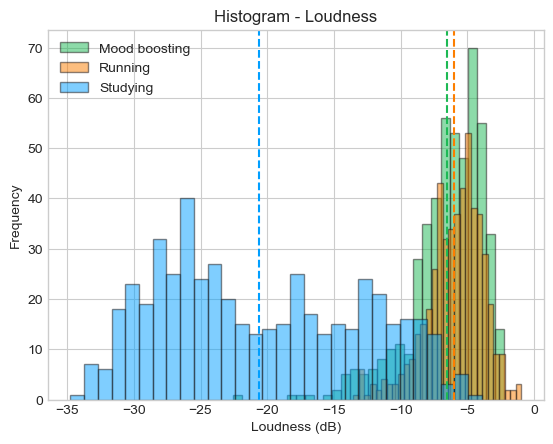 Histogram - Loudness
Mood boosting
Running
Studying
Frequency
70
60
50
40
30
20
10
0
−35 −30 −25 −20 −15 −10 −5 0
Loudness (dB)